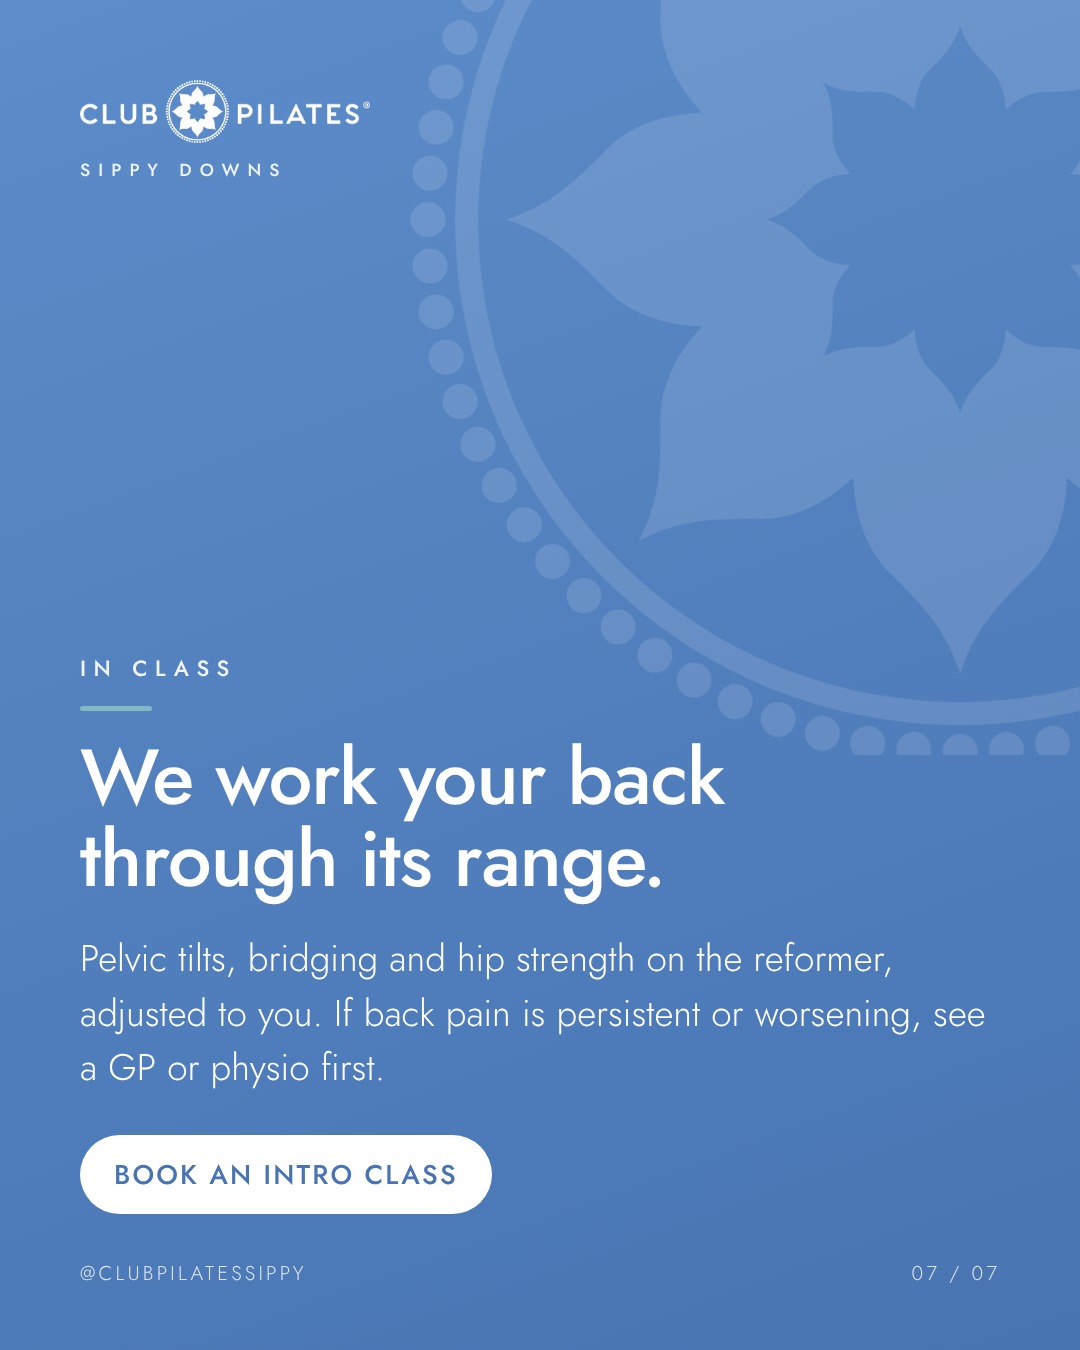 CLUB PILATES®
SIPPY DOWNS
IN CLASS
We work your back
through its range.
Pelvic tilts, bridging and hip strength on the reformer,
adjusted to you. If back pain is persistent or worsening, see
a GP or physio first.
BOOK AN INTRO CLASS
@CLUBPILATESSIPPY
07 / 07